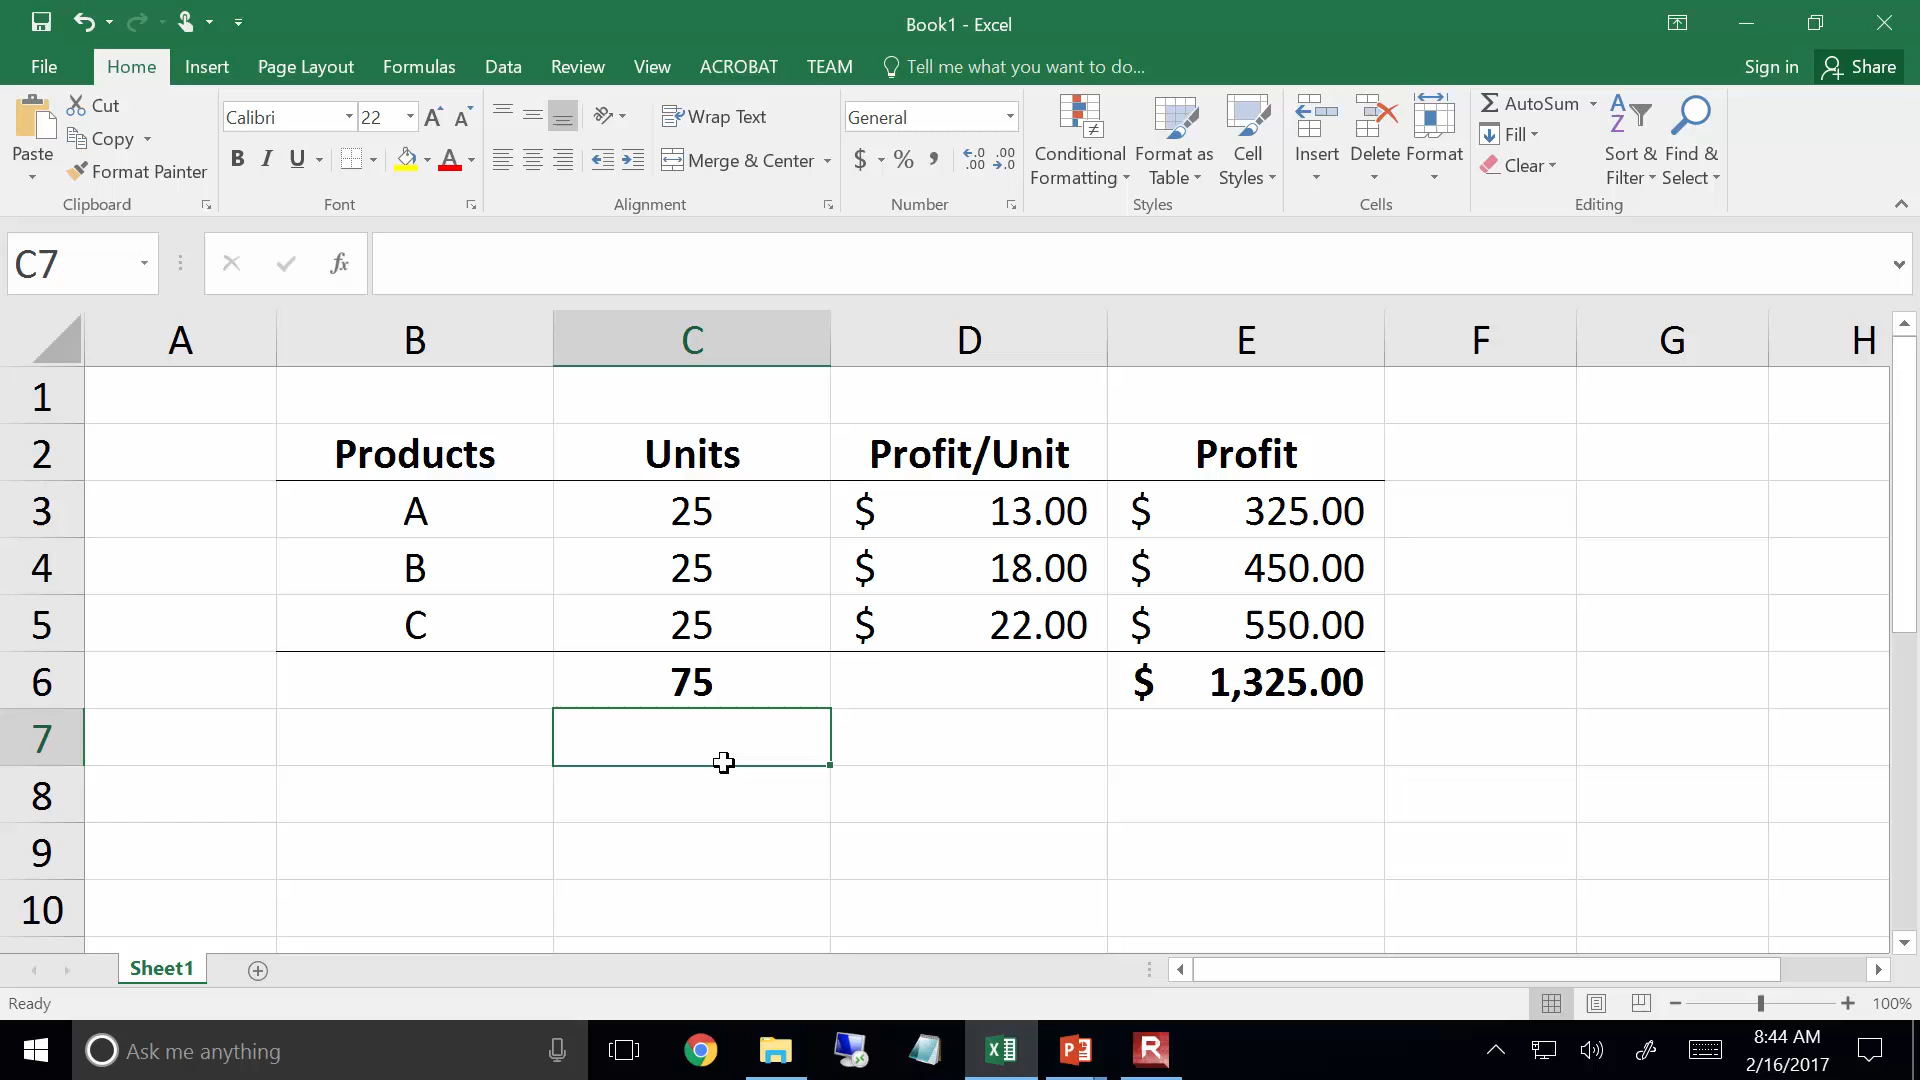 Book1 - Excel
File Home Insert Page Layout Formulas Data Review View ACROBAT TEAM Tell me what you want to do... Sign in Share
Paste
Cut
Copy
Format Painter
Clipboard
Calibri 22
B I U A
Font
Wrap Text
Merge & Center
Alignment
General
$ % , .00 .00
Number
Conditional Formatting
Format as Table
Cell Styles
Styles
Insert
Delete
Format
Cells
AutoSum
Fill
Clear
Sort & Filter
Find & Select
Editing
C7 fx
A B C D E F G H
1
2 Products Units Profit/Unit Profit
3 A 25 $ 13.00 $ 325.00
4 B 25 $ 18.00 $ 450.00
5 C 25 $ 22.00 $ 550.00
6 75 $ 1,325.00
7
8
9
10
Sheet1
Ready 100%
Ask me anything
8:44 AM
2/16/2017